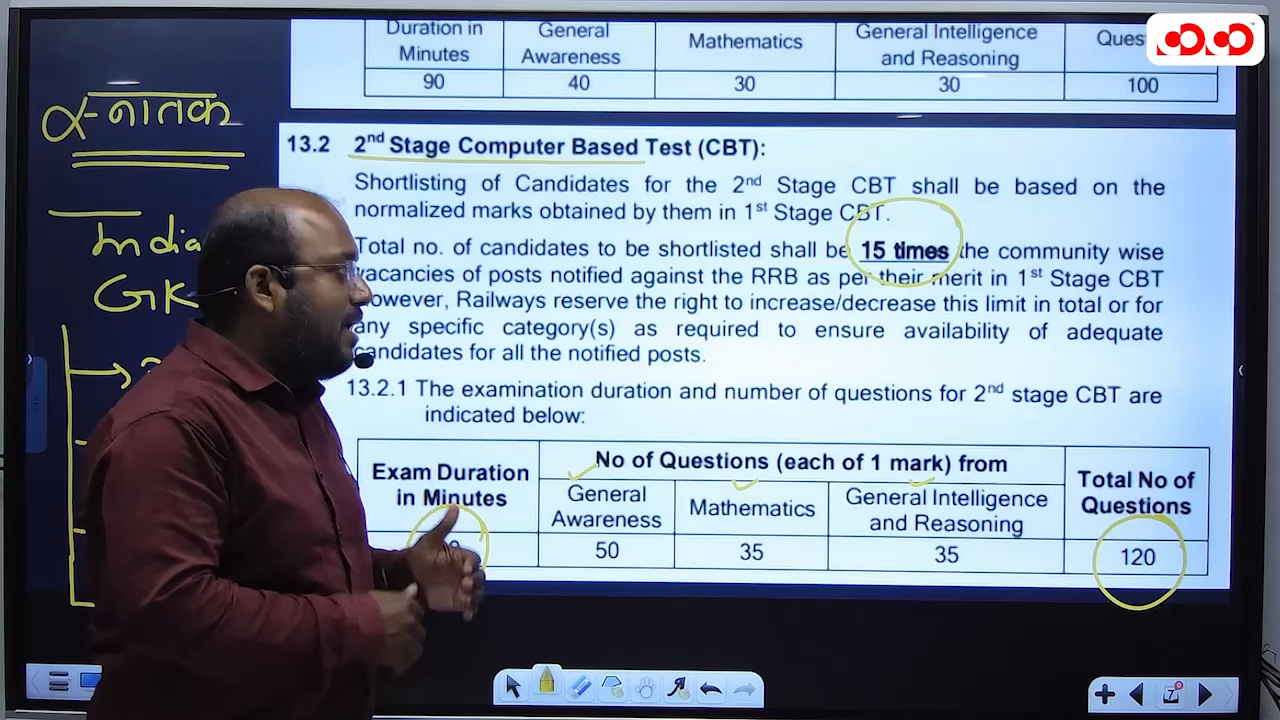 Duration in
Minutes
General
Awareness
Mathematics
General Intelligence
and Reasoning
90
40
30
30
100
स्नातक
India
GK
13.2 2nd Stage Computer Based Test (CBT):
Shortlisting of Candidates for the 2nd Stage CBT shall be based on the
normalized marks obtained by them in 1st Stage CBT.
Total no. of candidates to be shortlisted shall be 15 times the community wise
vacancies of posts notified against the RRB as per their merit in 1st Stage CBT
However, Railways reserve the right to increase/decrease this limit in total or for
any specific category(s) as required to ensure availability of adequate
candidates for all the notified posts.
13.2.1 The examination duration and number of questions for 2nd stage CBT are
indicated below:
Exam Duration
in Minutes
No of Questions (each of 1 mark) from
General
Awareness
Mathematics
General Intelligence
and Reasoning
Total No of
Questions
50
35
35
120
7